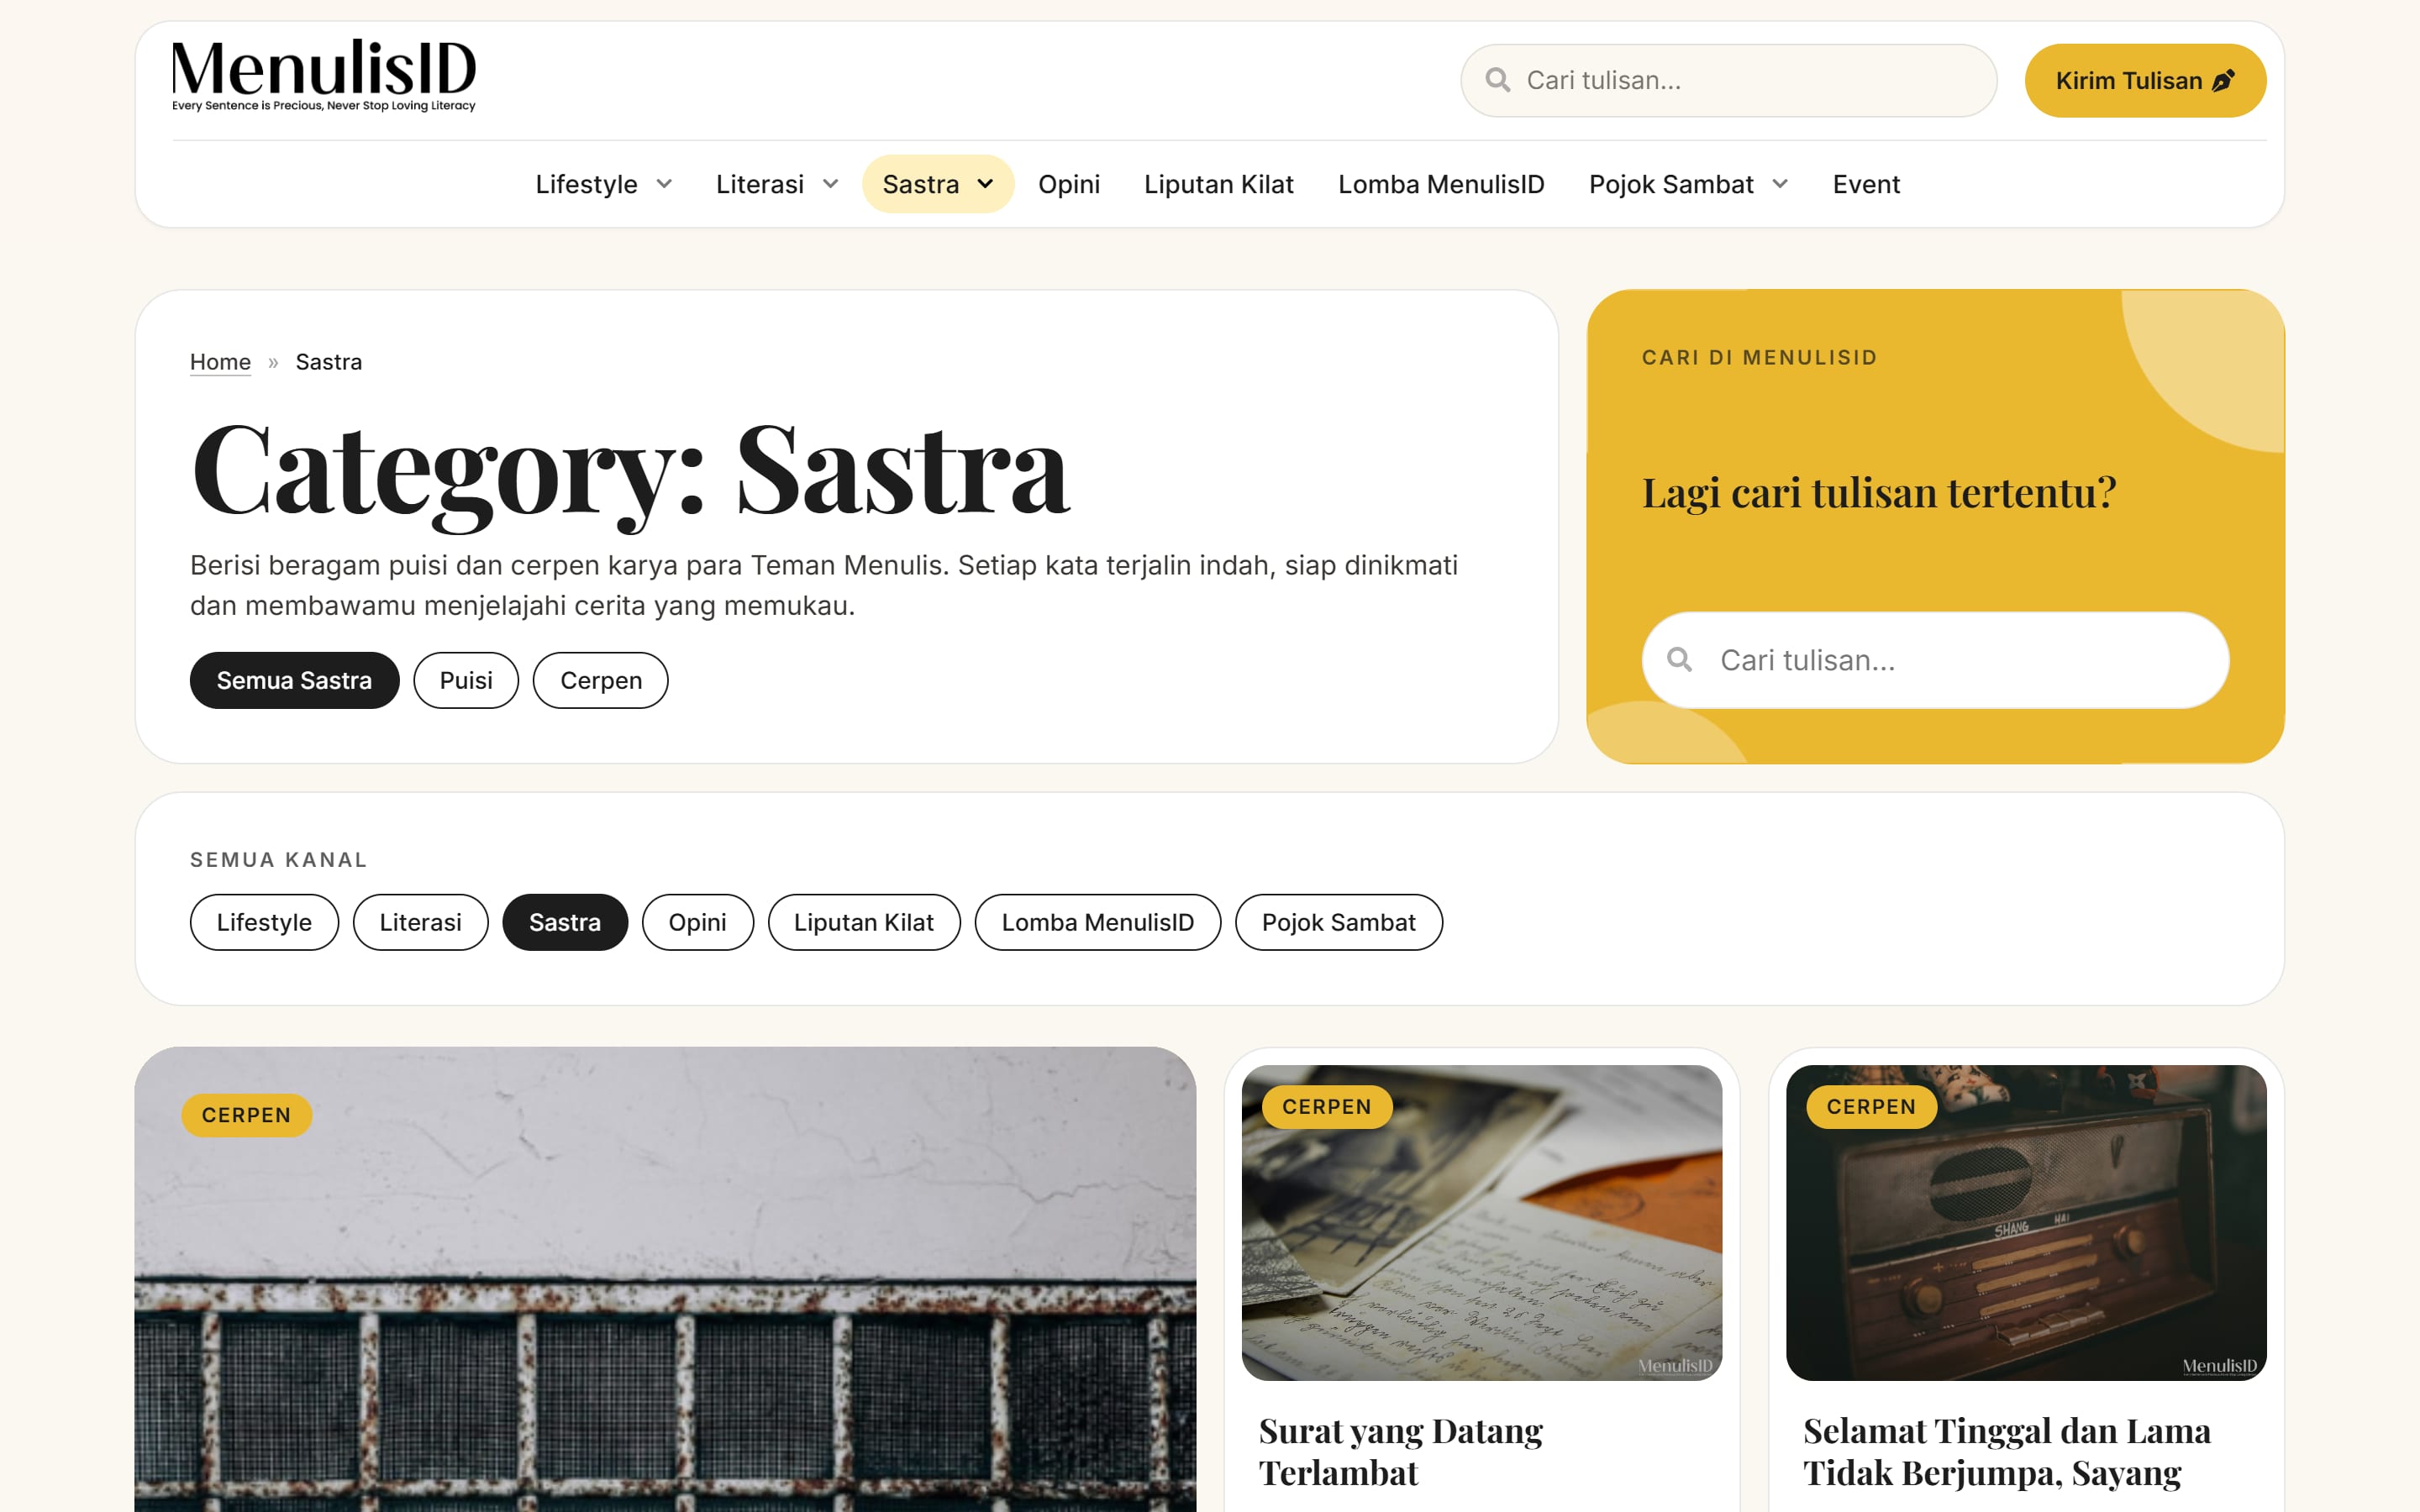 MenulisID
Every Sentence is Precious, Never Stop Loving Literacy
Cari tulisan...
Kirim Tulisan
Lifestyle
Literasi
Sastra
Opini
Liputan Kilat
Lomba MenulisID
Pojok Sambat
Event
Home » Sastra
Category: Sastra
Berisi beragam puisi dan cerpen karya para Teman Menulis. Setiap kata terjalin indah, siap dinikmati
dan membawamu menjelajahi cerita yang memukau.
Semua Sastra
Puisi
Cerpen
CARI DI MENULISID
Lagi cari tulisan tertentu?
Cari tulisan...
SEMUA KANAL
Lifestyle
Literasi
Sastra
Opini
Liputan Kilat
Lomba MenulisID
Pojok Sambat
CERPEN
CERPEN
MenulisID
Surat yang Datang
Terlambat
CERPEN
SHANG HAI
MenulisID
Selamat Tinggal dan Lama
Tidak Berjumpa, Sayang